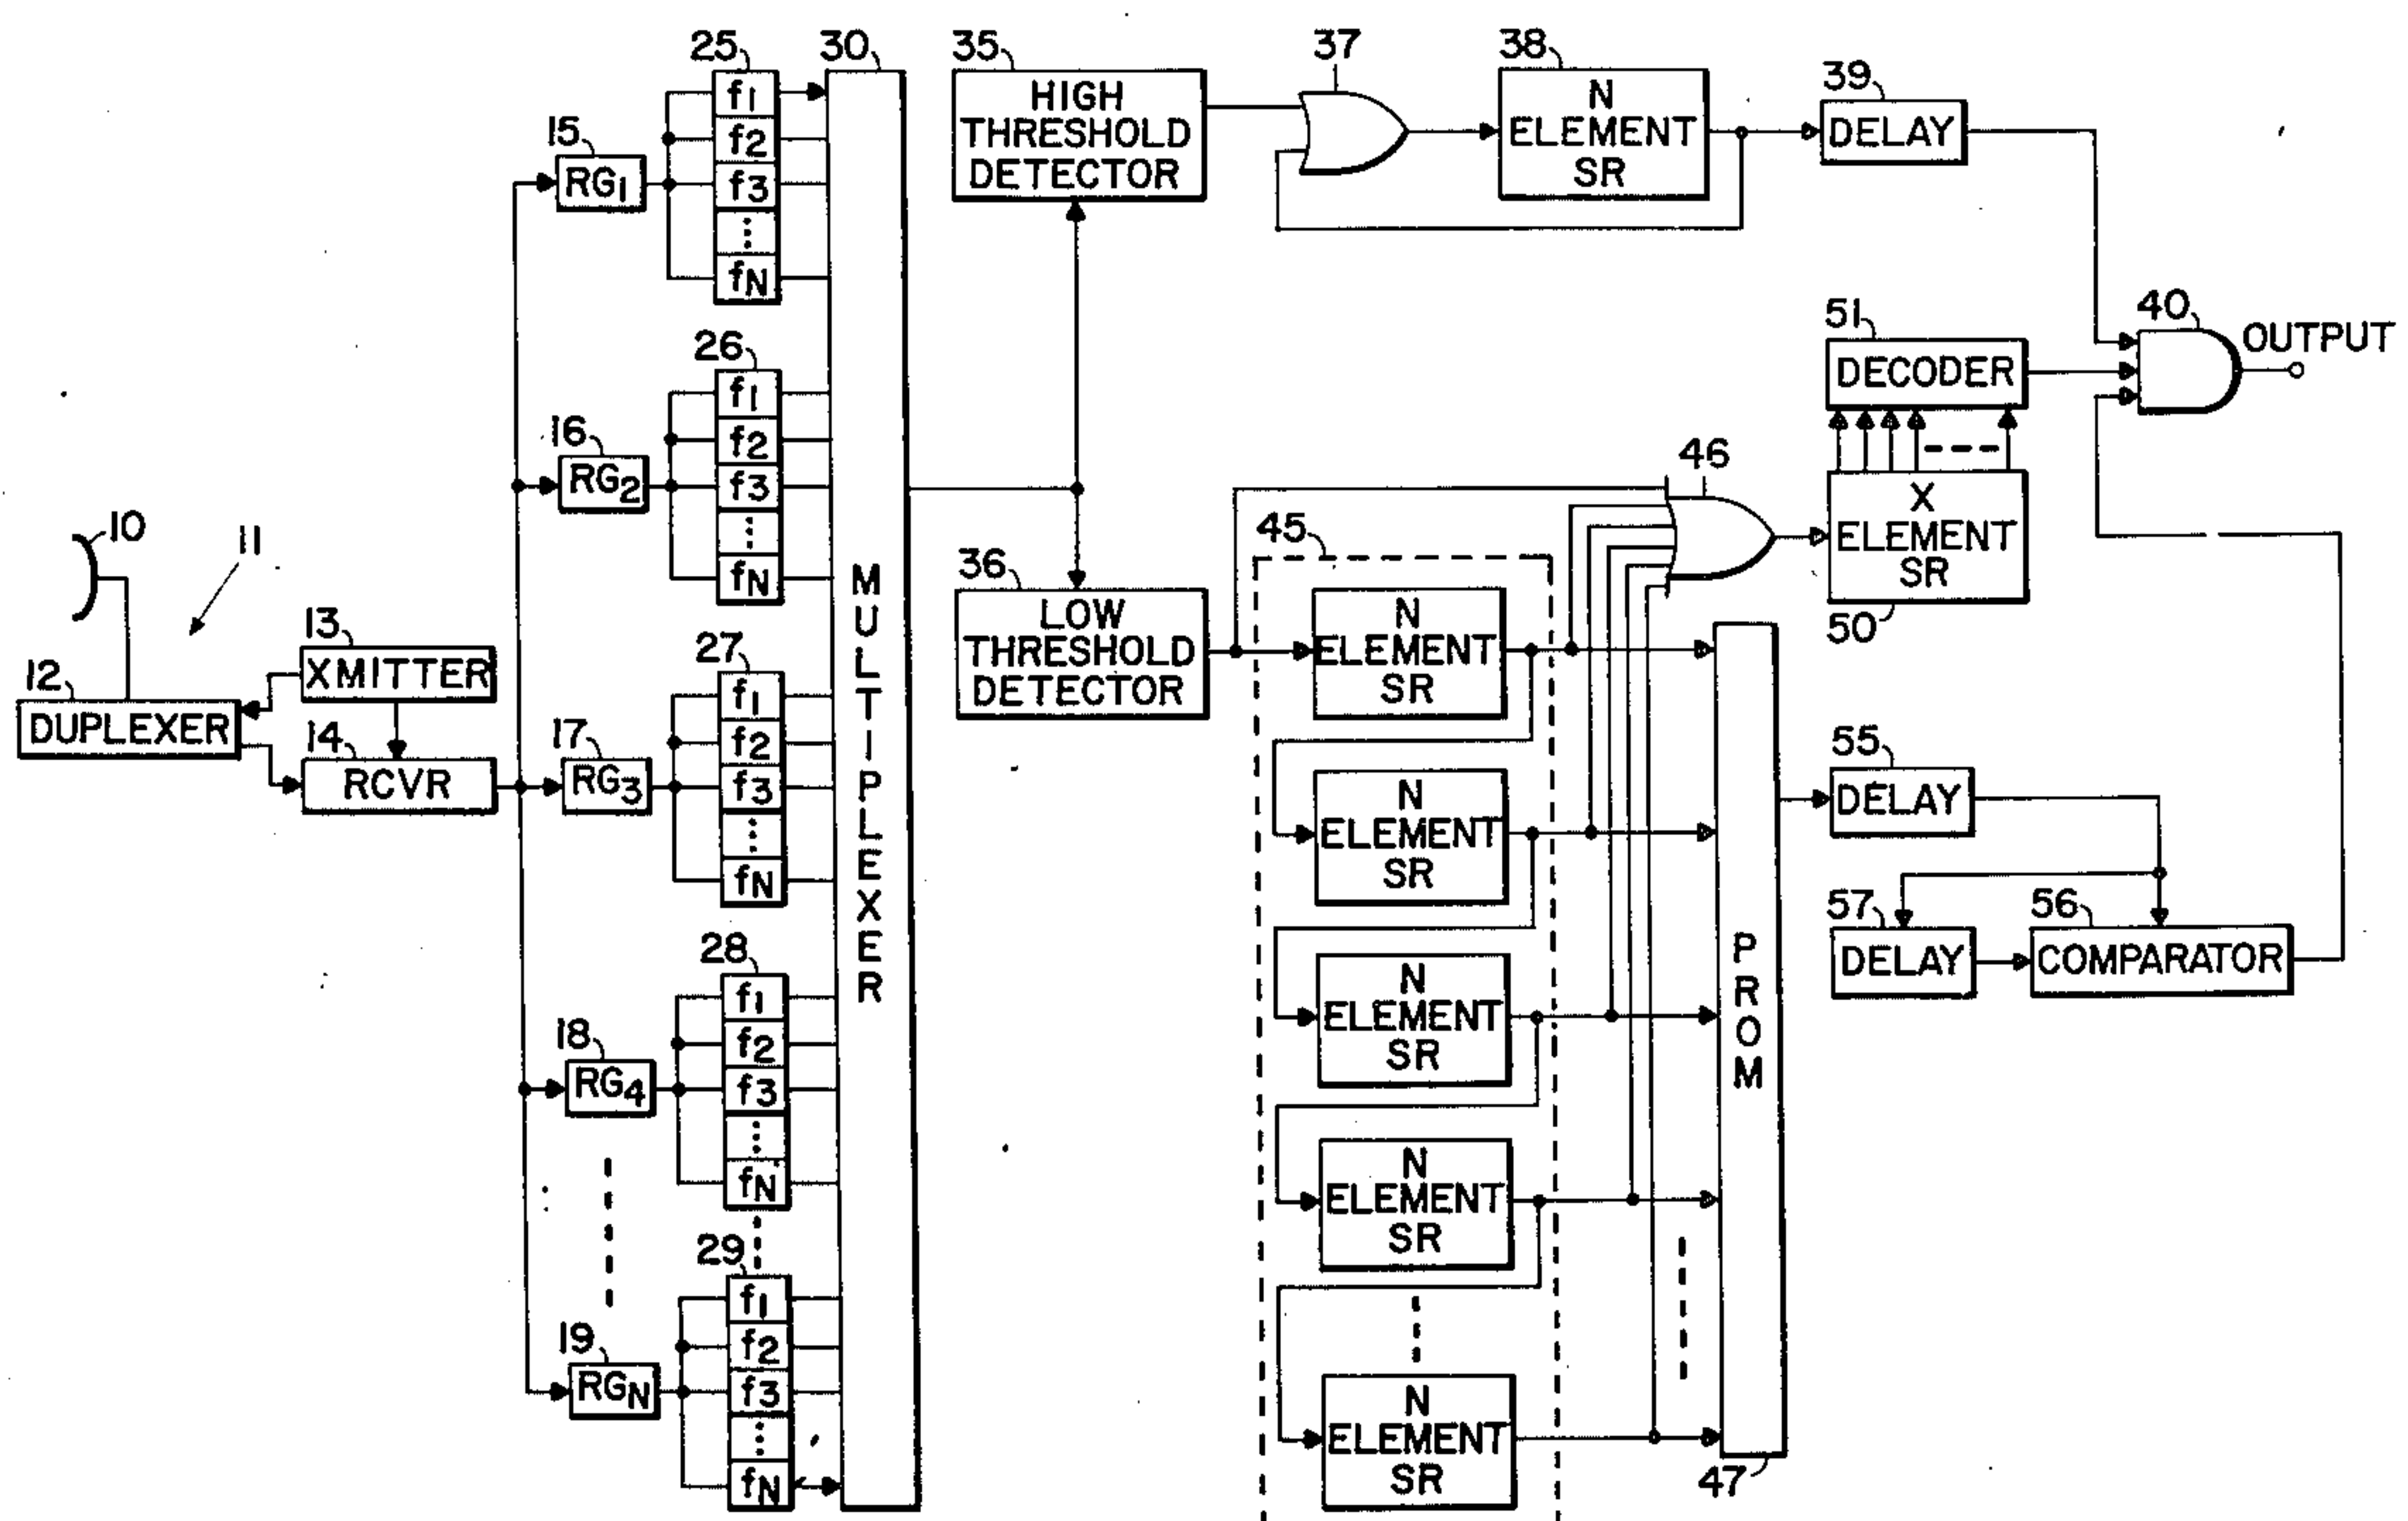 10
11
12
DUPLEXER
13
XMITTER
14
RCVR
15
RG1
16
RG2
17
RG3
18
RG4
19
RGN
25
f1
f2
f3
fN
26
f1
f2
f3
fN
27
f1
f2
f3
fN
28
f1
f2
f3
fN
29
f1
f2
f3
fN
30
MULTIPLEXER
35
HIGH
THRESHOLD
DETECTOR
36
LOW
THRESHOLD
DETECTOR
37
38
N
ELEMENT
SR
39
DELAY
40
OUTPUT
45
N
ELEMENT
SR
N
ELEMENT
SR
N
ELEMENT
SR
N
ELEMENT
SR
N
ELEMENT
SR
46
PROM
47
51
DECODER
X
ELEMENT
SR
50
55
DELAY
57
DELAY
56
COMPARATOR